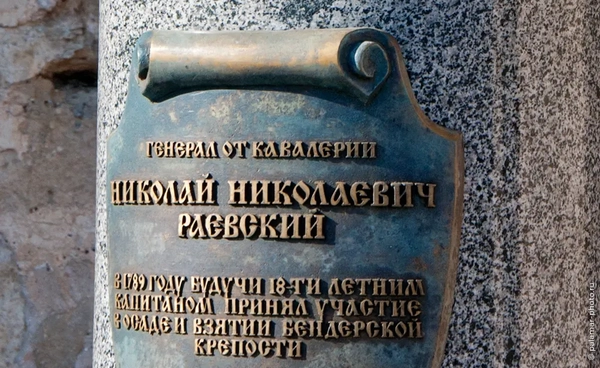 ГЕНЕРАЛ ОТ КАВАЛЕРИИ
НИКОЛАЙ НИКОЛАЕВИЧ
РАЕВСКИЙ
В 1789 ГОДУ БУДУЧИ 18-ТИ ЛЕТНИМ
КАПИТАНОМ ПРИНЯЛ УЧАСТИЕ
В ОСАДЕ И ВЗЯТИИ БЕНДЕРСКОЙ
КРЕПОСТИ